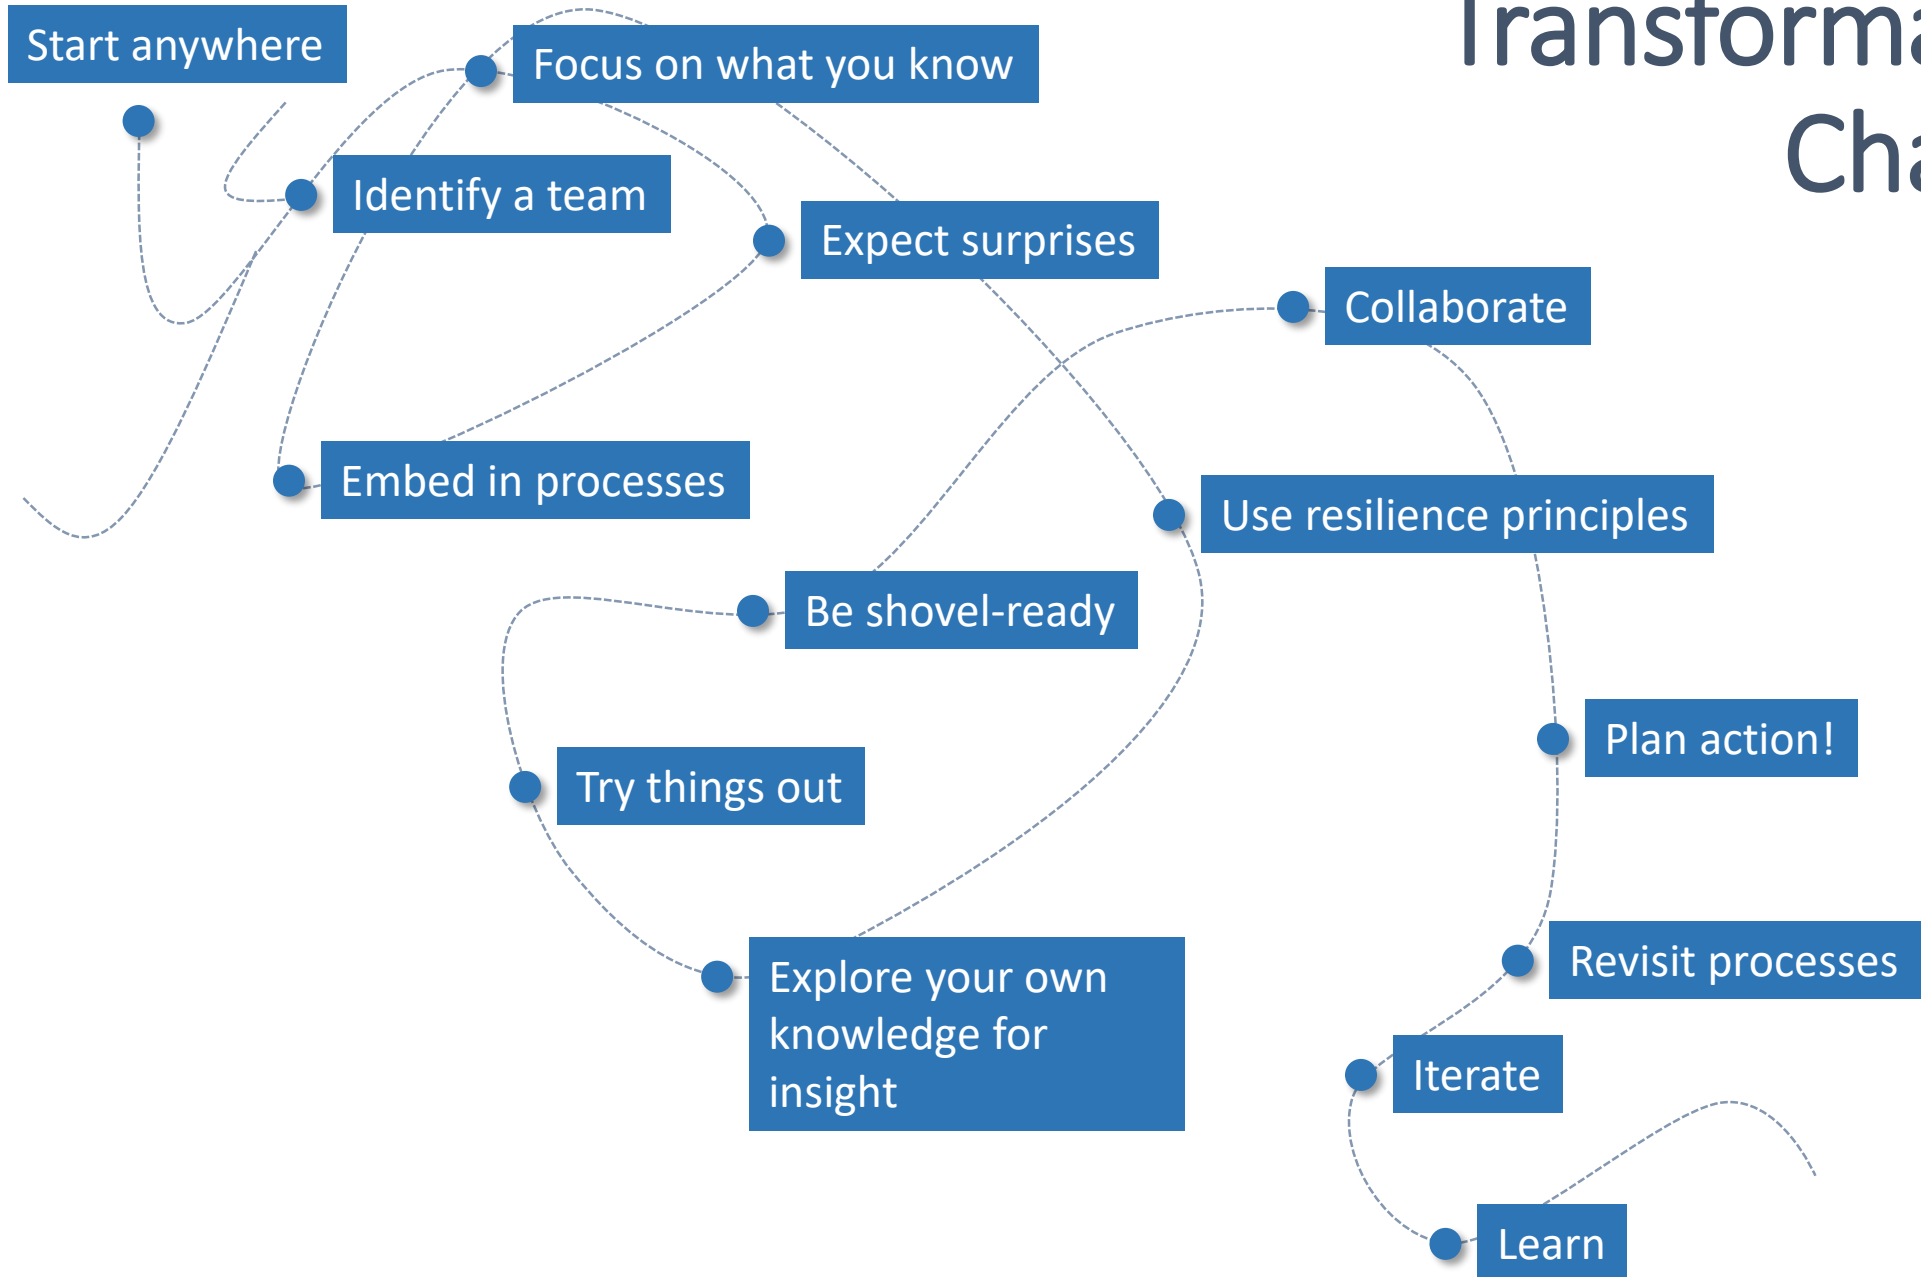 Start anywhere
Focus on what you know
Identify a team
Expect surprises
Collaborate
Embed in processes
Use resilience principles
Be shovel-ready
Plan action!
Try things out
Explore your own
knowledge for
insight
Revisit processes
Iterate
Learn